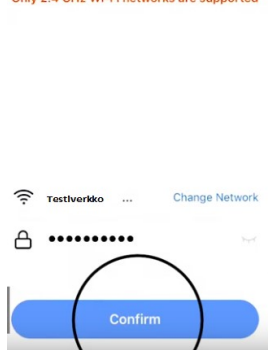 Only 2.4 GHz Wi-Fi networks are supported
Testiverkko ... Change Network
••••••••••
Confirm